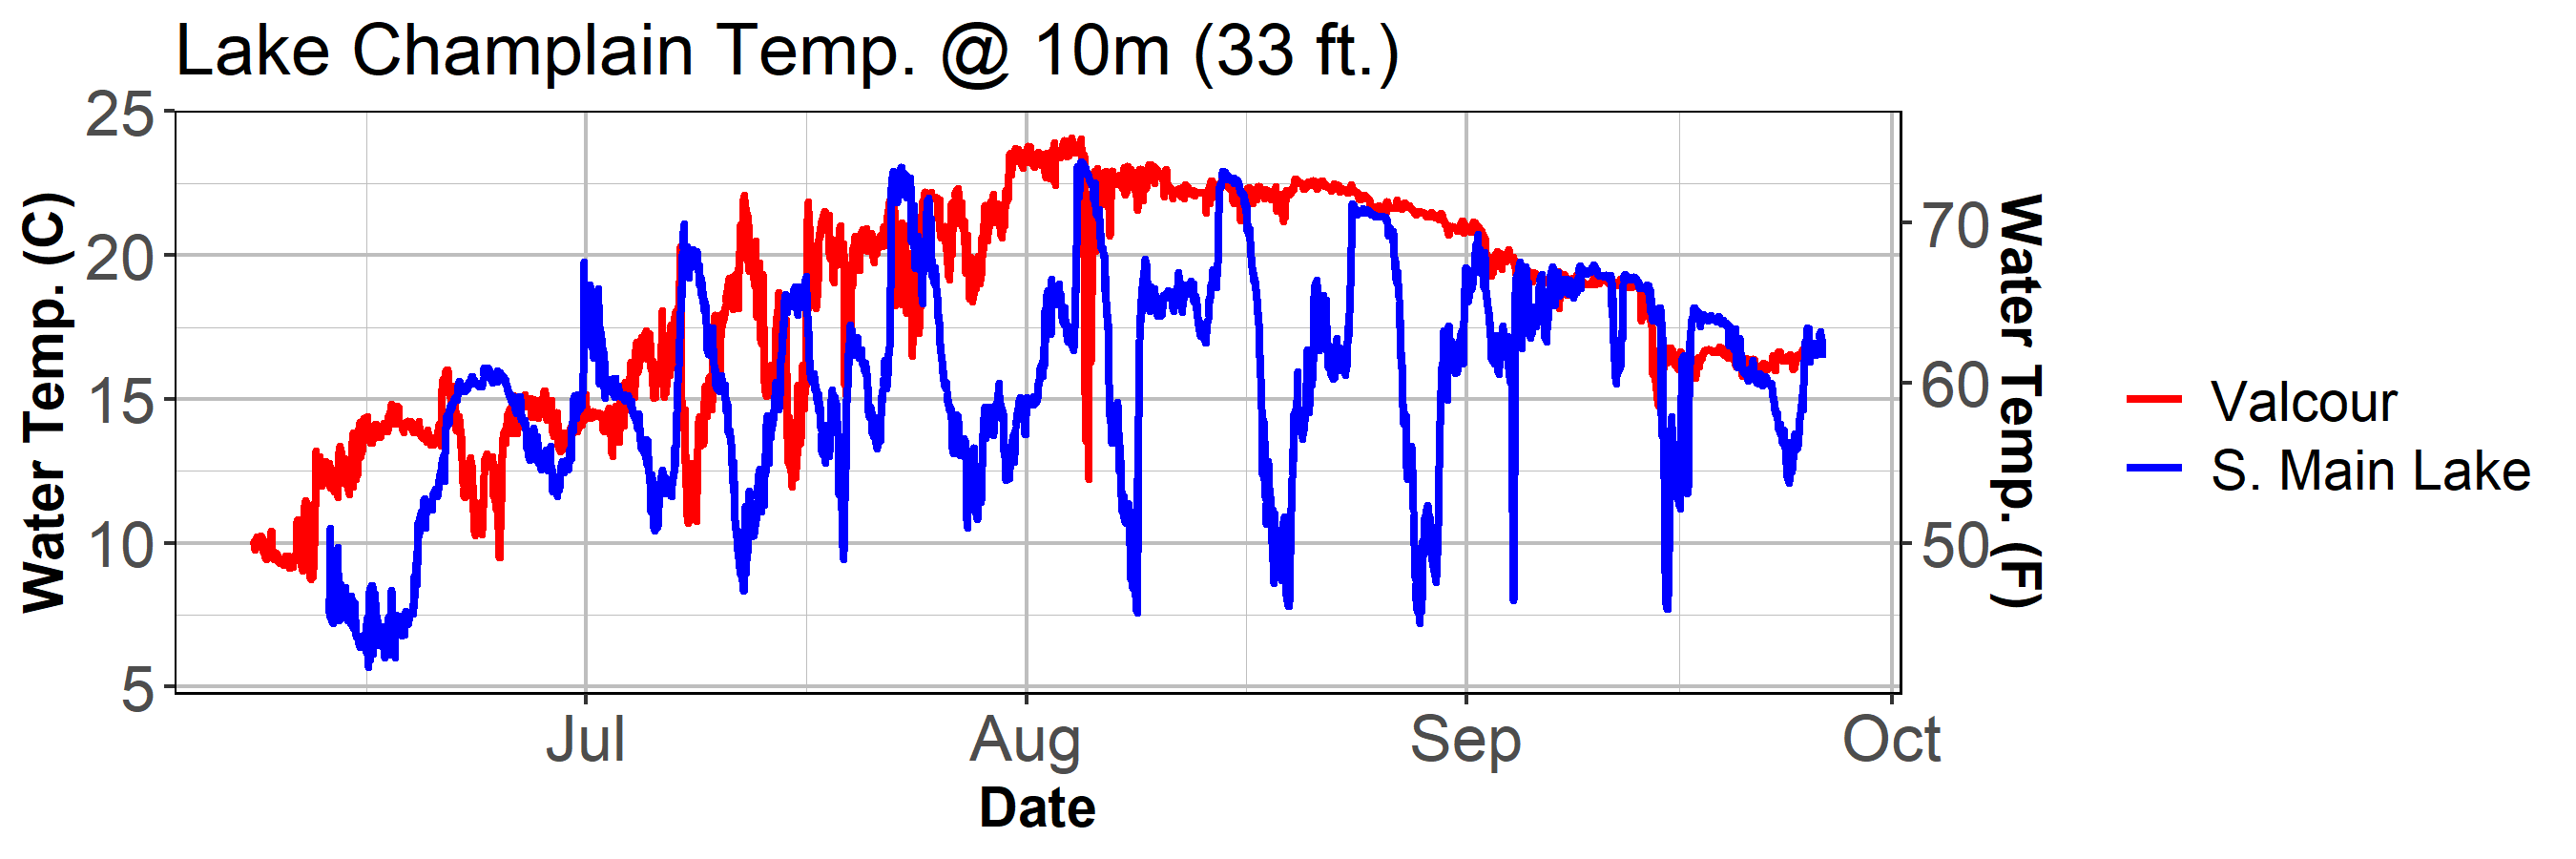 Lake Champlain Temp. @ 10m (33 ft.)
25
20
15
10
5
Water Temp. (C)
70
60
50
Water Temp. (F)
Jul
Aug
Sep
Oct
Date
Valcour
S. Main Lake